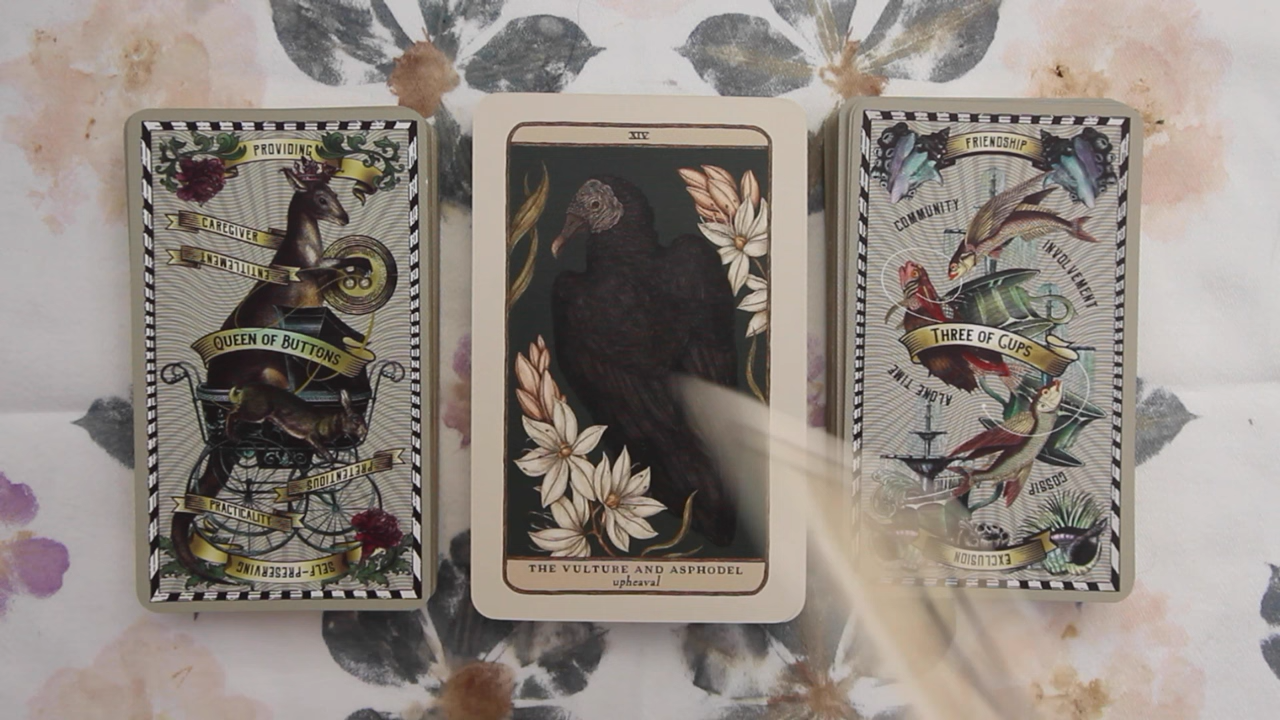 PROVIDING
CAREGIVER
ENTITLEMENT
QUEEN OF BUTTONS
PRETENTIOUS
PRACTICALITY
SELF-PRESERVING
XIV
THE VULTURE AND ASPHODEL
upheaval
FRIENDSHIP
COMMUNITY
INVOLVEMENT
THREE OF CUPS
ALONE TIME
GOSSIP
EXCLUSION